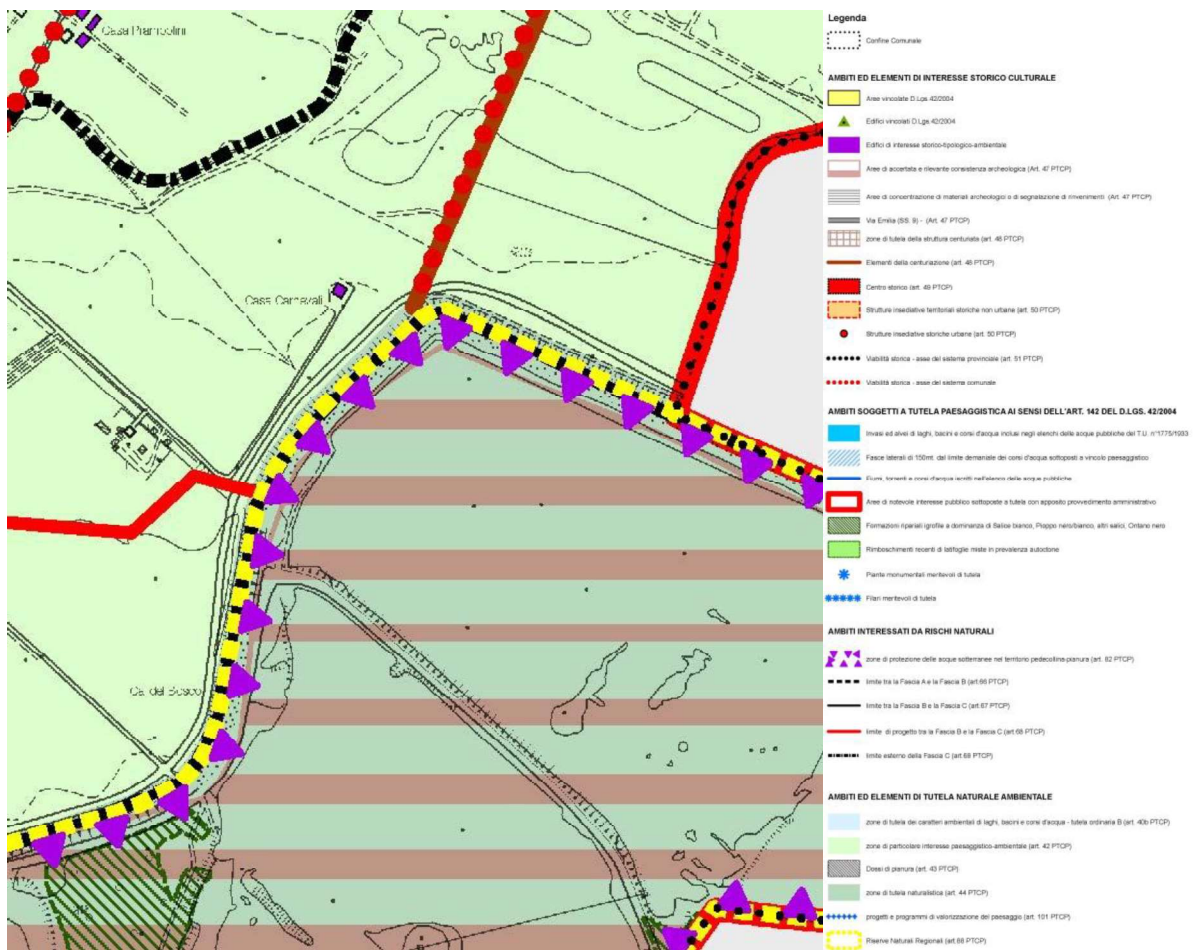 Casa Prampolini
Casa Carnevali
Ca' del Bosco
Legenda
Confine Comunale
AMBITI ED ELEMENTI DI INTERESSE STORICO CULTURALE
Aree vincolate D.Lgs 42/2004
Edifici vincolati D.Lgs 42/2004
Edifici di interesse storico-tipologico-ambientale
Aree di accertata e rilevante consistenza archeologica (Art. 47 PTCP)
Aree di concentrazione di materiali archeologici o di segnalazione di rinvenimenti (Art. 47 PTCP)
Via Emilia (SS. 9) - (Art. 47 PTCP)
zone di tutela della struttura centuriata (art. 48 PTCP)
Elementi della centuriazione (art. 48 PTCP)
Centro storico (art. 49 PTCP)
Strutture insediative territoriali storiche non urbane (art. 50 PTCP)
Strutture insediative storiche urbane (art. 50 PTCP)
Viabilità storica - asse del sistema provinciale (art. 51 PTCP)
Viabilità storica - asse del sistema comunale
AMBITI SOGGETTI A TUTELA PAESAGGISTICA AI SENSI DELL'ART. 142 DEL D.LGS. 42/2004
Invasi ed alvei di laghi, bacini e corsi d'acqua inclusi negli elenchi delle acque pubbliche del T.U. n°1775/1933
Fasce laterali di 150mt. dal limite demaniale dei corsi d'acqua sottoposti a vincolo paesaggistico
Fiumi, torrenti e corsi d'acqua iscritti nell'elenco delle acque pubbliche
Aree di notevole interesse pubblico sottoposte a tutela con apposito provvedimento amministrativo
Formazioni ripariali igrofile a dominanza di Salice bianco, Pioppo nero/bianco, altri salici, Ontano nero
Rimboschimenti recenti di latifoglie miste in prevalenza autoctone
Piante monumentali meritevoli di tutela
Filari meritevoli di tutela
AMBITI INTERESSATI DA RISCHI NATURALI
zone di protezione delle acque sotterranee nel territorio pedecollina-pianura (art. 82 PTCP)
limite tra la Fascia A e la Fascia B (art.66 PTCP)
limite tra la Fascia B e la Fascia C (art.67 PTCP)
limite di progetto tra la Fascia B e la Fascia C (art.68 PTCP)
limite esterno della Fascia C (art.68 PTCP)
AMBITI ED ELEMENTI DI TUTELA NATURALE AMBIENTALE
zone di tutela dei caratteri ambientali di laghi, bacini e corsi d'acqua - tutela ordinaria B (art. 40b PTCP)
zone di particolare interesse paesaggistico-ambientale (art. 42 PTCP)
Dossi di pianura (art. 43 PTCP)
zone di tutela naturalistica (art. 44 PTCP)
progetti e programmi di valorizzazione del paesaggio (art. 101 PTCP)
Riserve Naturali Regionali (art.88 PTCP)